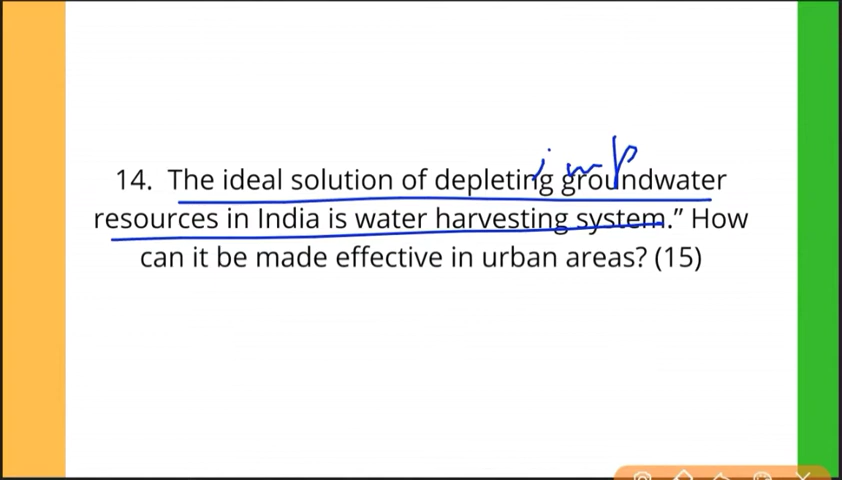 imp
14. The ideal solution of depleting groundwater
resources in India is water harvesting system.” How
can it be made effective in urban areas? (15)